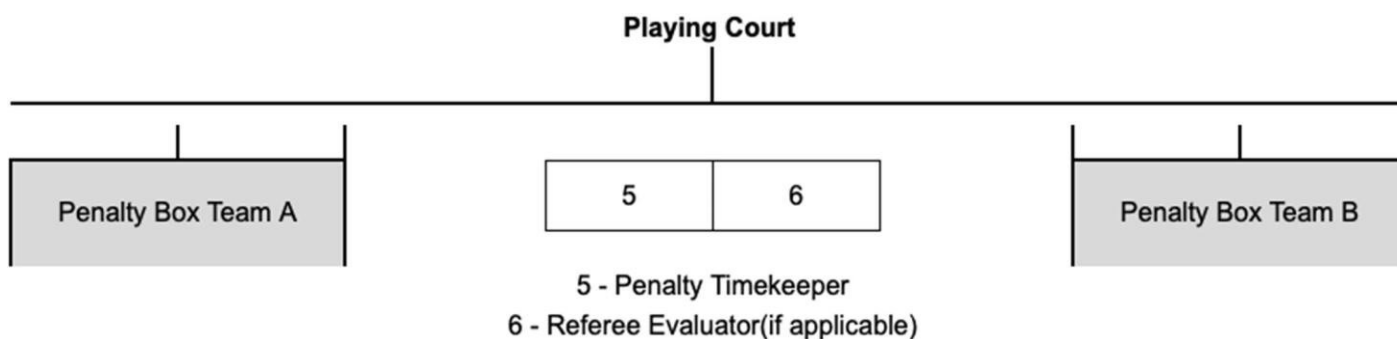 Playing Court
Penalty Box Team A
5
6
Penalty Box Team B
5 - Penalty Timekeeper
6 - Referee Evaluator(if applicable)